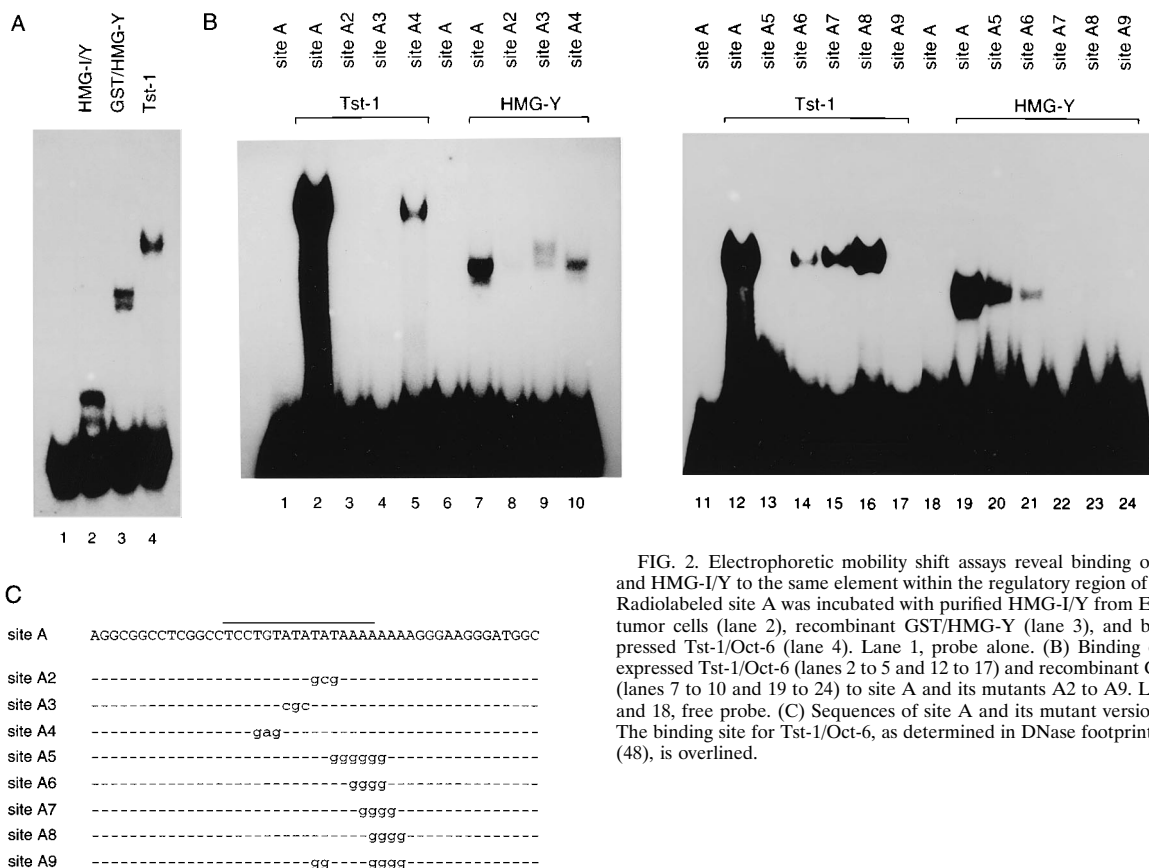 A
HMG-I/Y
GST/HMG-Y
Tst-1
1 2 3 4
B
site A site A site A2 site A3 site A4 site A site A site A2 site A3 site A4
Tst-1 HMG-Y
1 2 3 4 5 6 7 8 9 10
site A site A site A5 site A6 site A7 site A8 site A9 site A site A site A5 site A6 site A7 site A8 site A9
Tst-1 HMG-Y
11 12 13 14 15 16 17 18 19 20 21 22 23 24
C
site A AGGCGGCCTCGGCCTCCTGTATATATAAAAAAAAGGGAAGGGATGGC
site A2 -----------------------gcg---------------------
site A3 --------------------cgc------------------------
site A4 -----------------gag---------------------------
site A5 -------------------------gggggg----------------
site A6 ---------------------------gggg----------------
site A7 ----------------------------gggg---------------
site A8 -----------------------------gggg--------------
site A9 -----------------------gg----gggg--------------
FIG. 2. Electrophoretic mobility shift assays reveal binding o
and HMG-I/Y to the same element within the regulatory region of
Radiolabeled site A was incubated with purified HMG-I/Y from E
tumor cells (lane 2), recombinant GST/HMG-Y (lane 3), and b
pressed Tst-1/Oct-6 (lane 4). Lane 1, probe alone. (B) Binding
expressed Tst-1/Oct-6 (lanes 2 to 5 and 12 to 17) and recombinant
(lanes 7 to 10 and 19 to 24) to site A and its mutants A2 to A9. L
and 18, free probe. (C) Sequences of site A and its mutant versio
The binding site for Tst-1/Oct-6, as determined in DNase footprint
(48), is overlined.